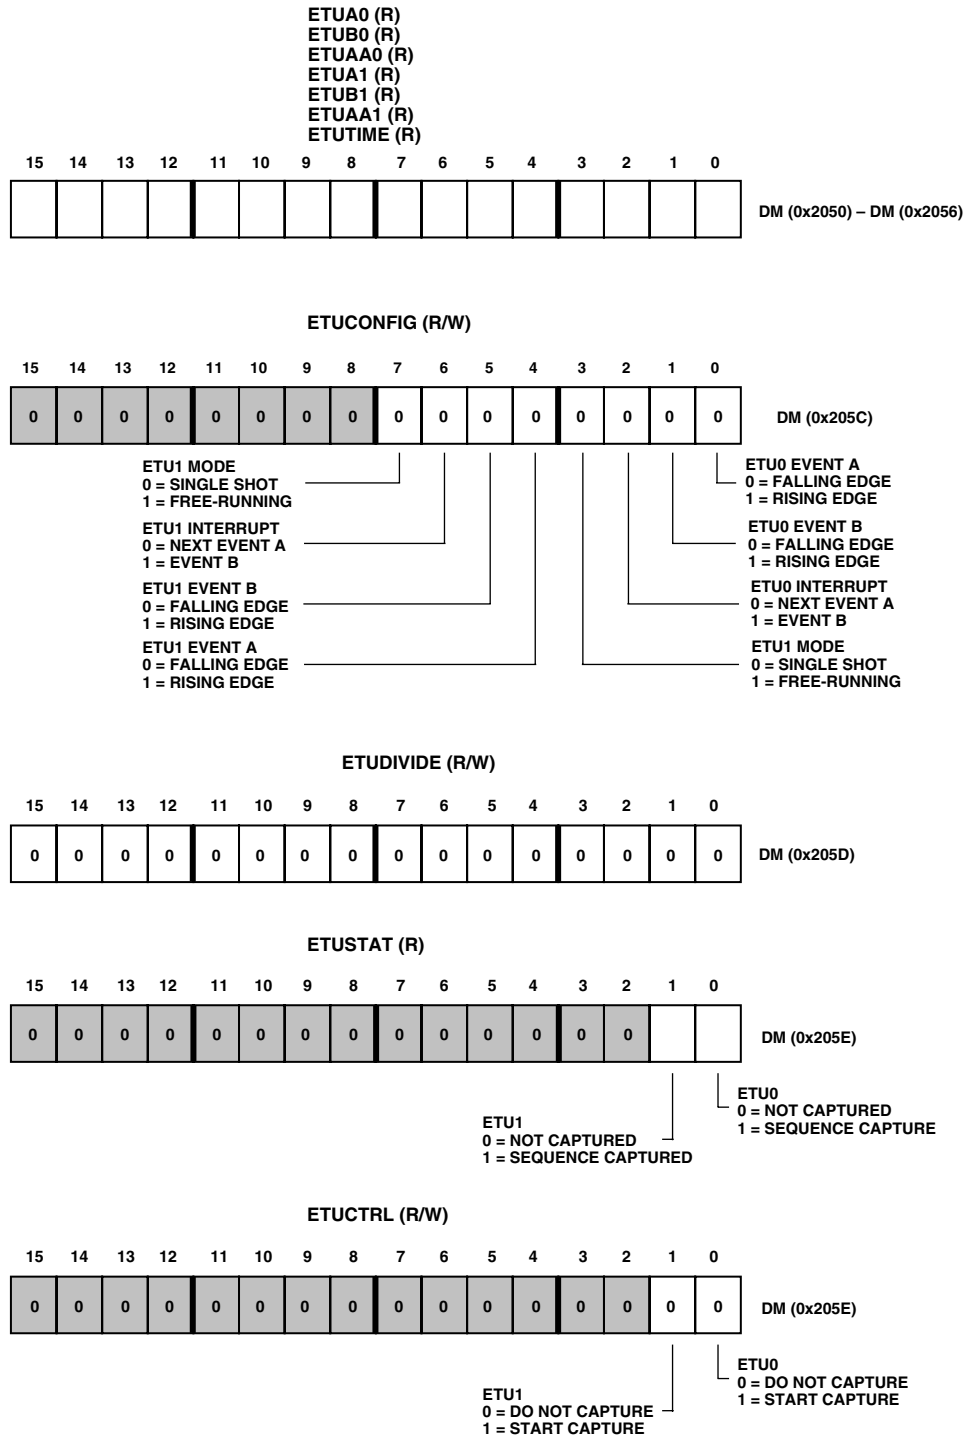 ETUA0 (R)
ETUB0 (R)
ETUAA0 (R)
ETUA1 (R)
ETUB1 (R)
ETUAA1 (R)
ETUTIME (R)
15 14 13 12 11 10 9 8 7 6 5 4 3 2 1 0
DM (0x2050) – DM (0x2056)
ETUCONFIG (R/W)
15 14 13 12 11 10 9 8 7 6 5 4 3 2 1 0
0 0 0 0 0 0 0 0 0 0 0 0 0 0 0 0
DM (0x205C)
ETU1 MODE
0 = SINGLE SHOT
1 = FREE-RUNNING
ETU1 INTERRUPT
0 = NEXT EVENT A
1 = EVENT B
ETU1 EVENT B
0 = FALLING EDGE
1 = RISING EDGE
ETU1 EVENT A
0 = FALLING EDGE
1 = RISING EDGE
ETU0 EVENT A
0 = FALLING EDGE
1 = RISING EDGE
ETU0 EVENT B
0 = FALLING EDGE
1 = RISING EDGE
ETU0 INTERRUPT
0 = NEXT EVENT A
1 = EVENT B
ETU1 MODE
0 = SINGLE SHOT
1 = FREE-RUNNING
ETUDIVIDE (R/W)
15 14 13 12 11 10 9 8 7 6 5 4 3 2 1 0
0 0 0 0 0 0 0 0 0 0 0 0 0 0 0 0
DM (0x205D)
ETUSTAT (R)
15 14 13 12 11 10 9 8 7 6 5 4 3 2 1 0
0 0 0 0 0 0 0 0 0 0 0 0 0 0
DM (0x205E)
ETU0
0 = NOT CAPTURED
1 = SEQUENCE CAPTURE
ETU1
0 = NOT CAPTURED
1 = SEQUENCE CAPTURED
ETUCTRL (R/W)
15 14 13 12 11 10 9 8 7 6 5 4 3 2 1 0
0 0 0 0 0 0 0 0 0 0 0 0 0 0 0 0
DM (0x205E)
ETU0
0 = DO NOT CAPTURE
1 = START CAPTURE
ETU1
0 = DO NOT CAPTURE
1 = START CAPTURE